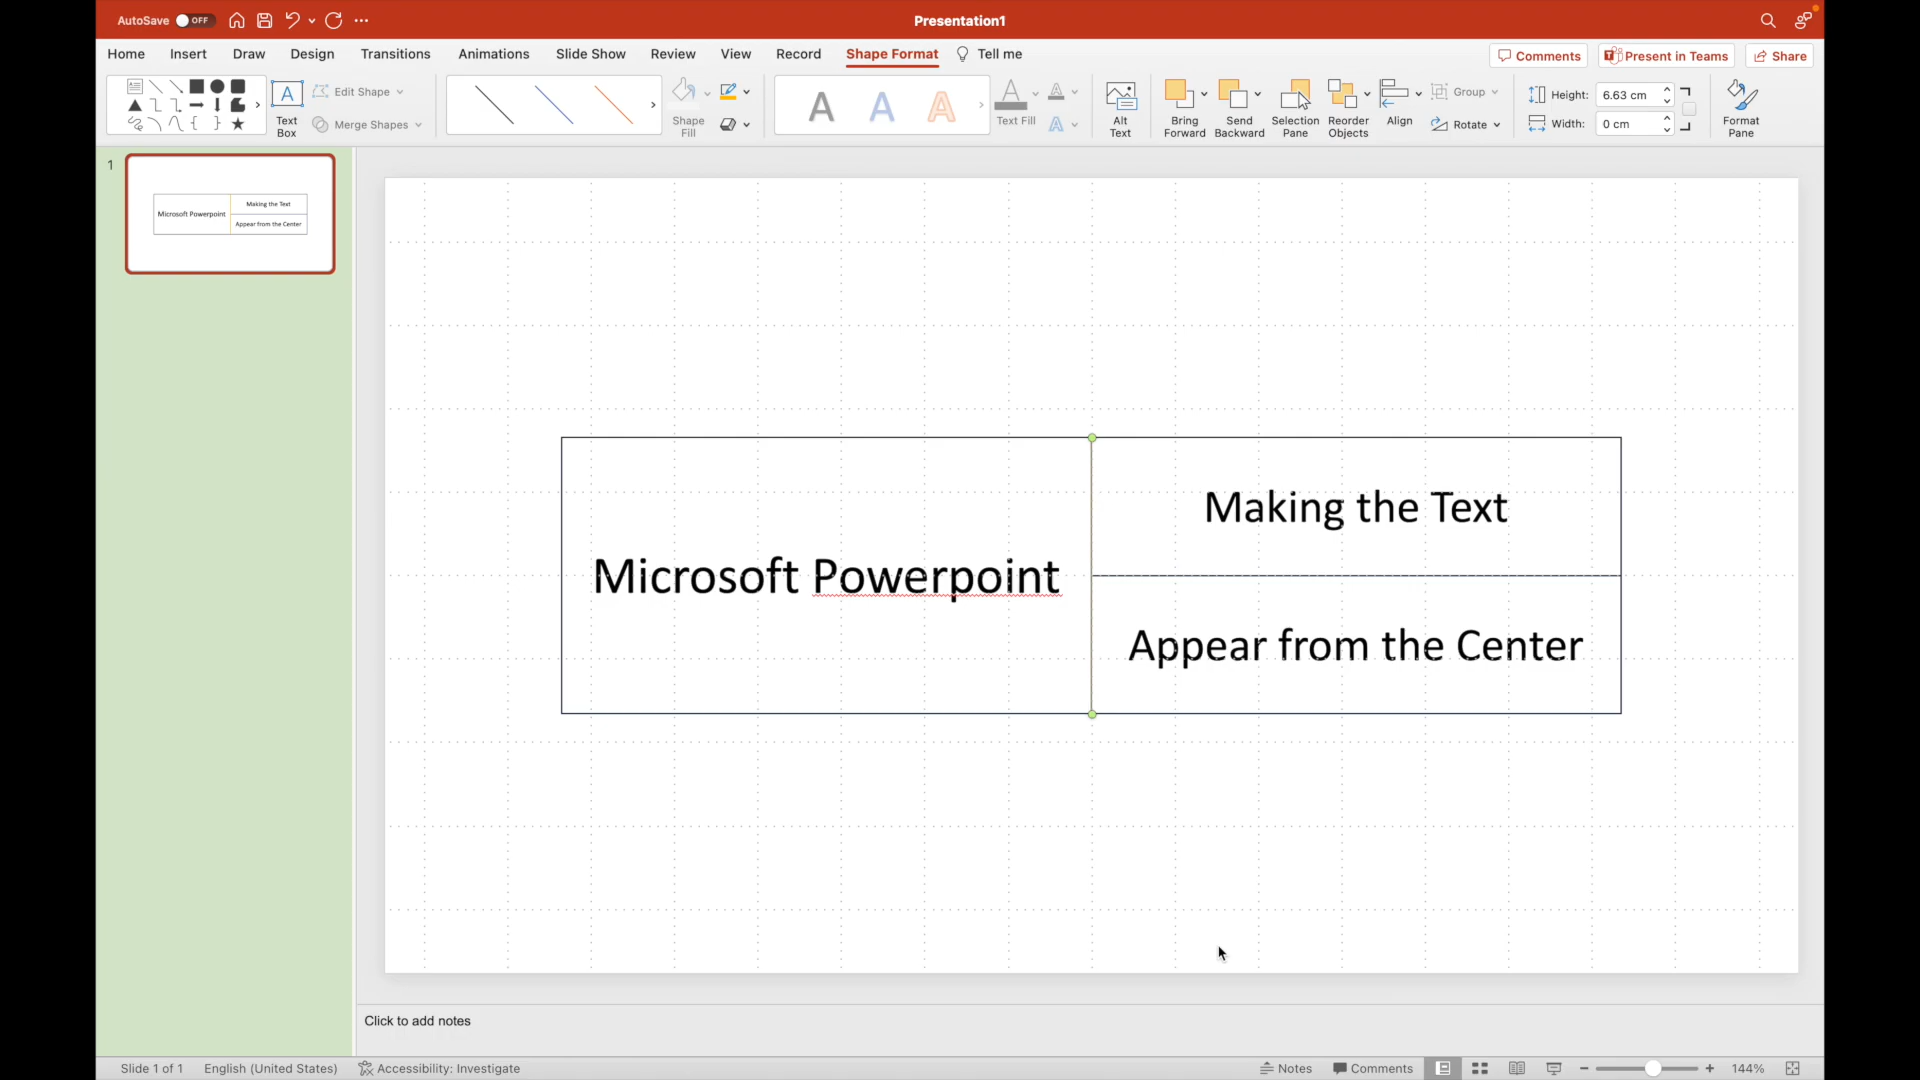 AutoSave OFF
Presentation1
Home Insert Draw Design Transitions Animations Slide Show Review View Record Shape Format Tell me
Comments Present in Teams Share
Text Box
Edit Shape
Merge Shapes
Shape Fill
Text Fill
Alt Text
Bring Forward
Send Backward
Selection Pane
Reorder Objects
Align
Group
Rotate
Height: 6.63 cm
Width: 0 cm
Format Pane
1
Microsoft Powerpoint
Making the Text
Appear from the Center
Microsoft Powerpoint
Making the Text
Appear from the Center
Click to add notes
Slide 1 of 1 English (United States) Accessibility: Investigate
Notes Comments 144%